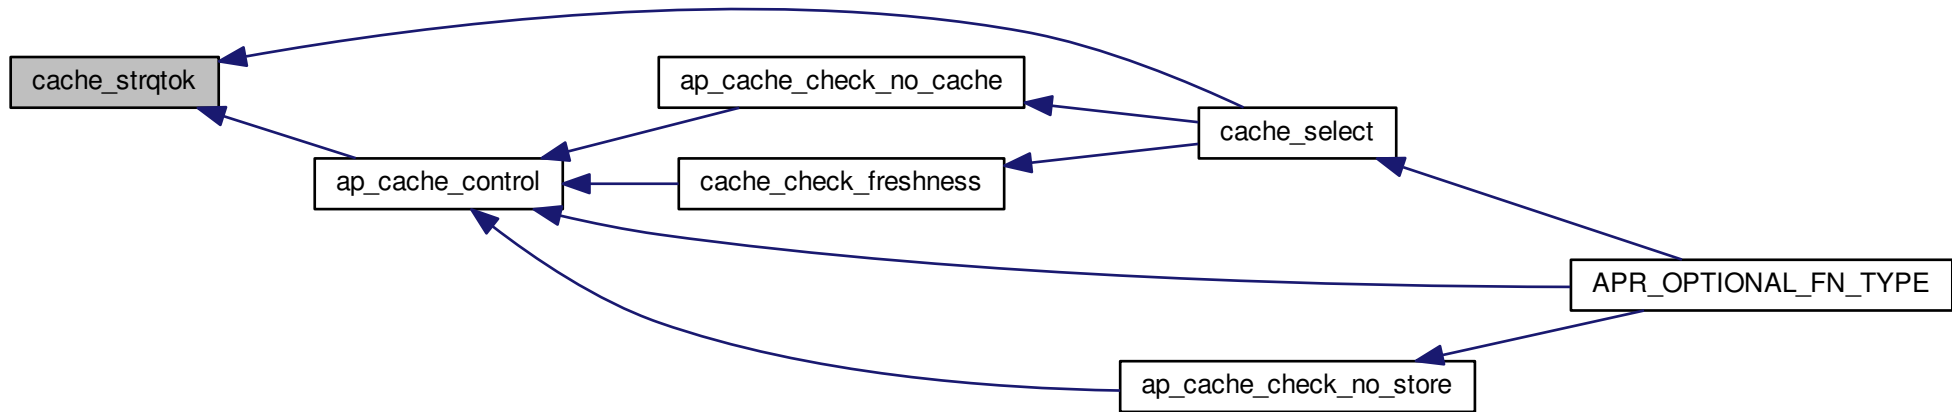 cache_strqtok
ap_cache_check_no_cache
cache_select
ap_cache_control
cache_check_freshness
APR_OPTIONAL_FN_TYPE
ap_cache_check_no_store